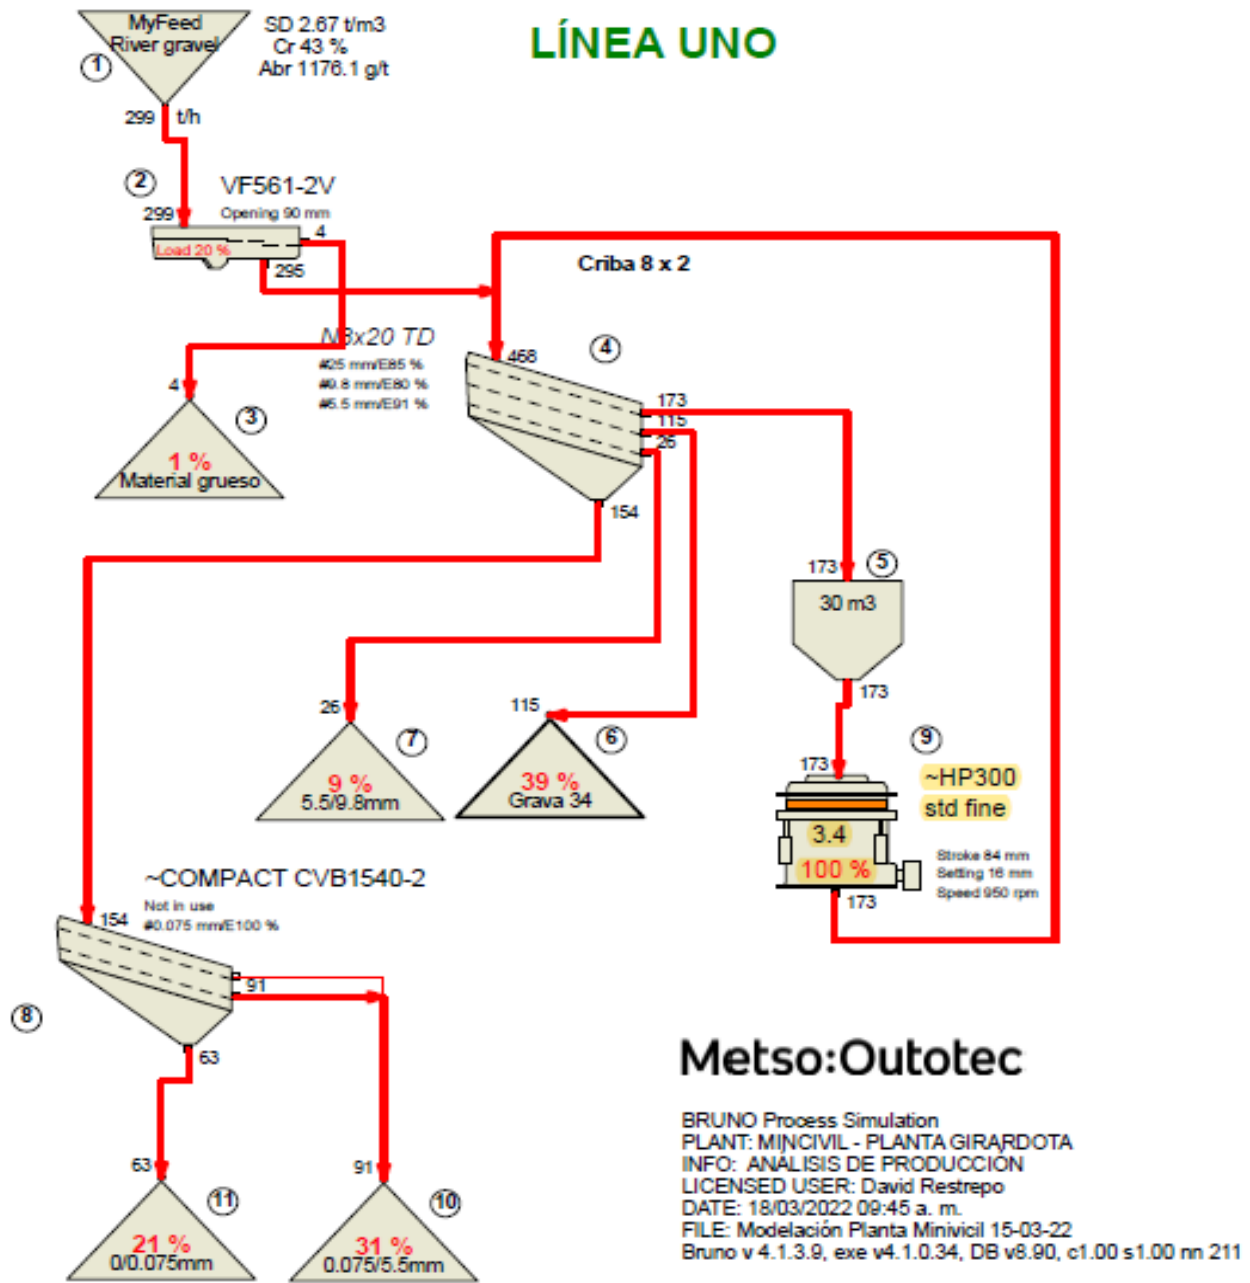 MyFeed
River gravel
SD 2.67 t/m3
Cr 43 %
Abr 1176.1 g/t
LÍNEA UNO
1
299 t/h
2
VF561-2V
Opening 90 mm
299
4
Load 20 %
295
Criba 8 x 2
N8x20 TD
#25 mm/E85 %
#9.8 mm/E80 %
#5.5 mm/E91 %
4
468
173
115
26
154
4
3
1 %
Material grueso
173
5
30 m3
173
26
7
9 %
5.5/9.8mm
115
6
39 %
Grava 34
173
9
~HP300
std fine
3.4
100 %
Stroke 84 mm
Setting 16 mm
Speed 950 rpm
173
~COMPACT CVB1540-2
Not in use
#0.075 mm/E100 %
154
91
8
63
63
11
21 %
0/0.075mm
91
10
31 %
0.075/5.5mm
Metso:Outotec
BRUNO Process Simulation
PLANT: MINCIVIL - PLANTA GIRARDOTA
INFO: ANÁLISIS DE PRODUCCIÓN
LICENSED USER: David Restrepo
DATE: 18/03/2022 09:45 a. m.
FILE: Modelación Planta Minivicil 15-03-22
Bruno v 4.1.3.9, exe v4.1.0.34, DB v8.90, c1.00 s1.00 nn 211